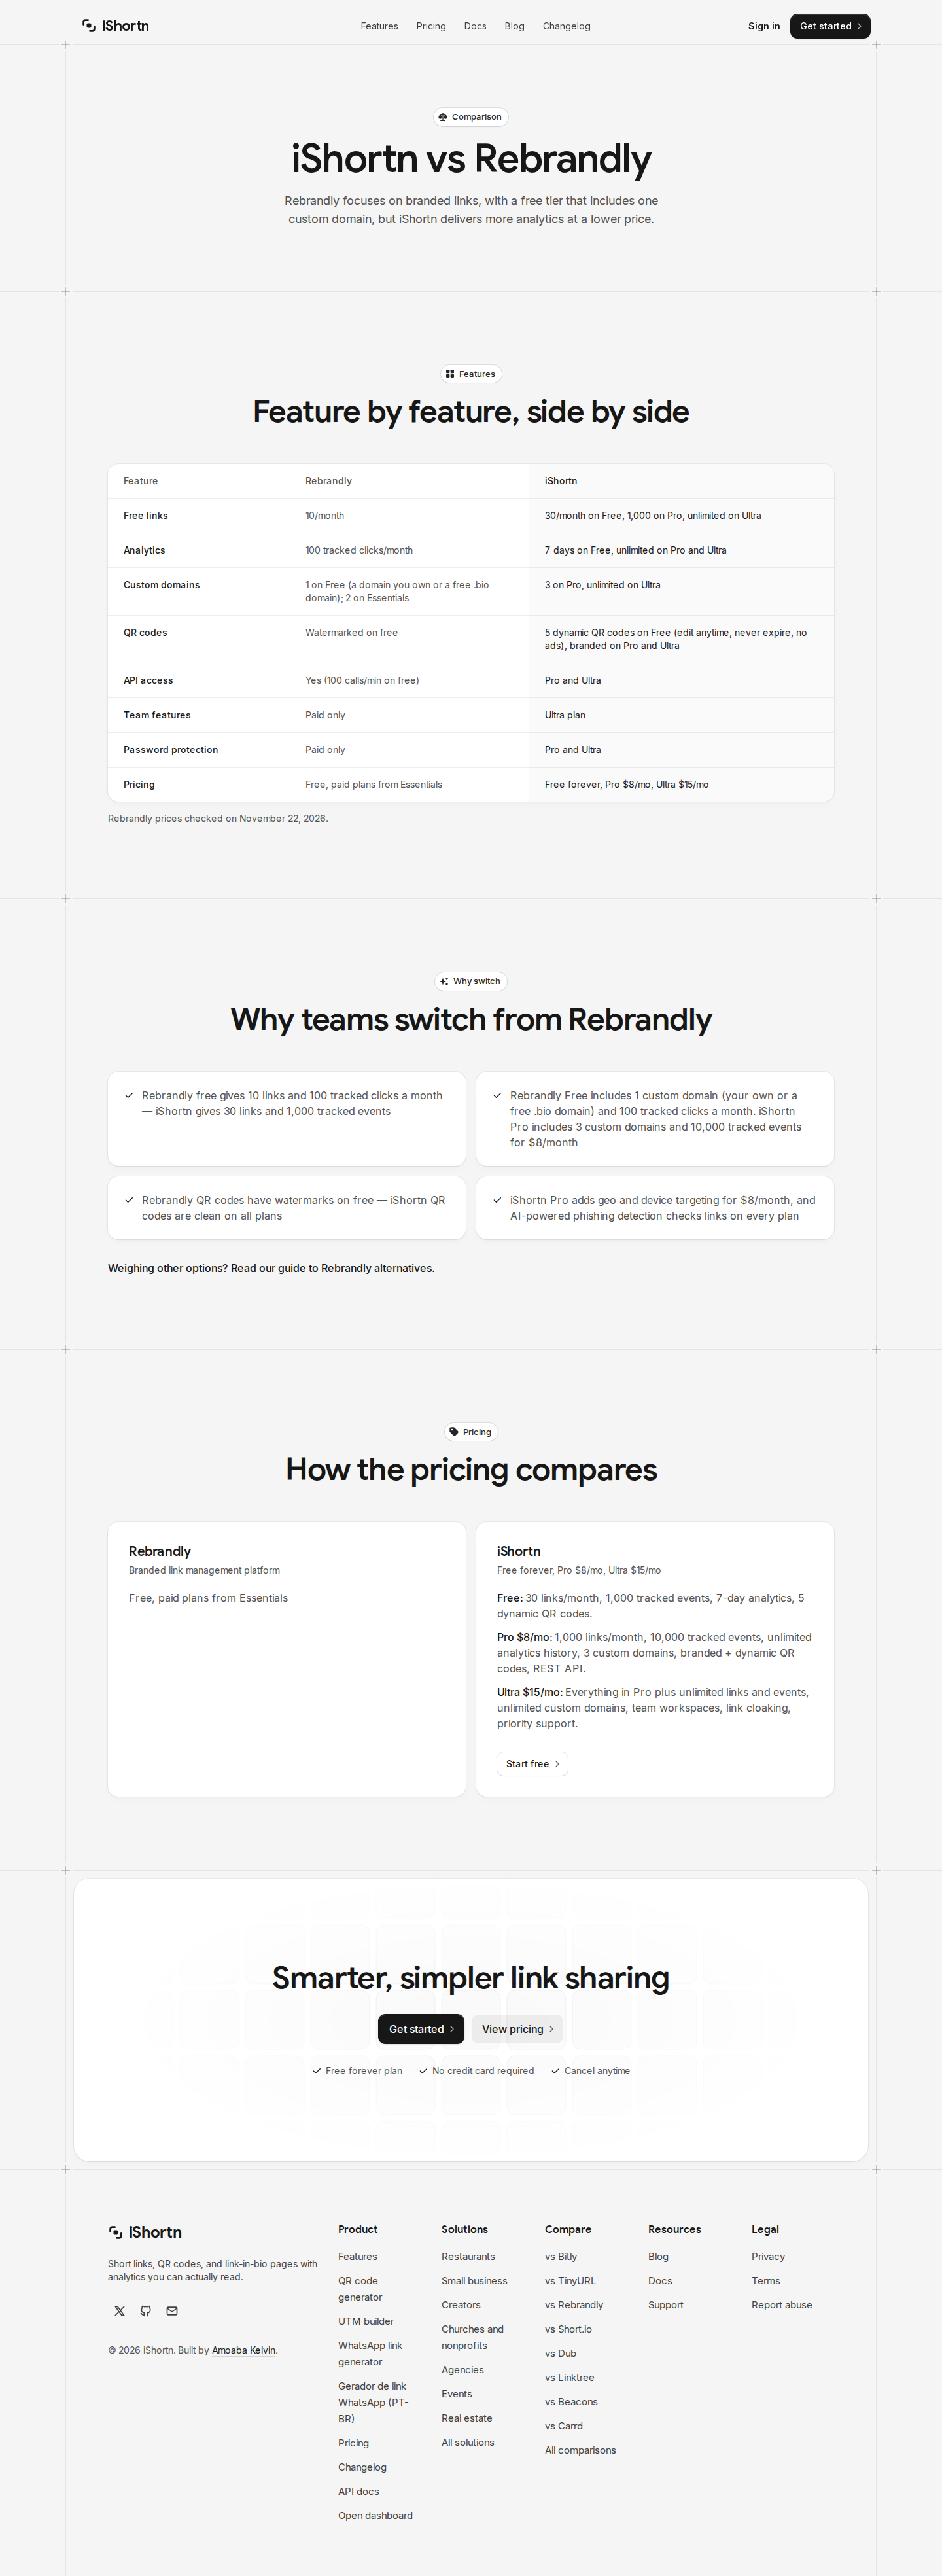 iShortn
Features
Pricing
Docs
Blog
Changelog
Sign in
Get started
Comparison
iShortn vs Rebrandly
Rebrandly focuses on branded links, with a free tier that includes one
custom domain, but iShortn delivers more analytics at a lower price.
Features
Feature by feature, side by side
Feature
Rebrandly
iShortn
Free links
10/month
30/month on Free, 1,000 on Pro, unlimited on Ultra
Analytics
100 tracked clicks/month
7 days on Free, unlimited on Pro and Ultra
Custom domains
1 on Free (a domain you own or a free .bio
domain); 2 on Essentials
3 on Pro, unlimited on Ultra
QR codes
Watermarked on free
5 dynamic QR codes on Free (edit anytime, never expire, no
ads), branded on Pro and Ultra
API access
Yes (100 calls/min on free)
Pro and Ultra
Team features
Paid only
Ultra plan
Password protection
Paid only
Pro and Ultra
Pricing
Free, paid plans from Essentials
Free forever, Pro $8/mo, Ultra $15/mo
Rebrandly prices checked on November 22, 2026.
Why switch
Why teams switch from Rebrandly
Rebrandly free gives 10 links and 100 tracked clicks a month
— iShortn gives 30 links and 1,000 tracked events
Rebrandly Free includes 1 custom domain (your own or a
free .bio domain) and 100 tracked clicks a month. iShortn
Pro includes 3 custom domains and 10,000 tracked events
for $8/month
Rebrandly QR codes have watermarks on free — iShortn QR
codes are clean on all plans
iShortn Pro adds geo and device targeting for $8/month, and
AI-powered phishing detection checks links on every plan
Weighing other options? Read our guide to Rebrandly alternatives.
Pricing
How the pricing compares
Rebrandly
Branded link management platform
Free, paid plans from Essentials
iShortn
Free forever, Pro $8/mo, Ultra $15/mo
Free: 30 links/month, 1,000 tracked events, 7-day analytics, 5
dynamic QR codes.
Pro $8/mo: 1,000 links/month, 10,000 tracked events, unlimited
analytics history, 3 custom domains, branded + dynamic QR
codes, REST API.
Ultra $15/mo: Everything in Pro plus unlimited links and events,
unlimited custom domains, team workspaces, link cloaking,
priority support.
Start free
Smarter, simpler link sharing
Get started
View pricing
Free forever plan
No credit card required
Cancel anytime
iShortn
Short links, QR codes, and link-in-bio pages with
analytics you can actually read.
© 2026 iShortn. Built by Amoaba Kelvin.
Product
Features
QR code
generator
UTM builder
WhatsApp link
generator
Gerador de link
WhatsApp (PT-
BR)
Pricing
Changelog
API docs
Open dashboard
Solutions
Restaurants
Small business
Creators
Churches and
nonprofits
Agencies
Events
Real estate
All solutions
Compare
vs Bitly
vs TinyURL
vs Rebrandly
vs Short.io
vs Dub
vs Linktree
vs Beacons
vs Carrd
All comparisons
Resources
Blog
Docs
Support
Legal
Privacy
Terms
Report abuse